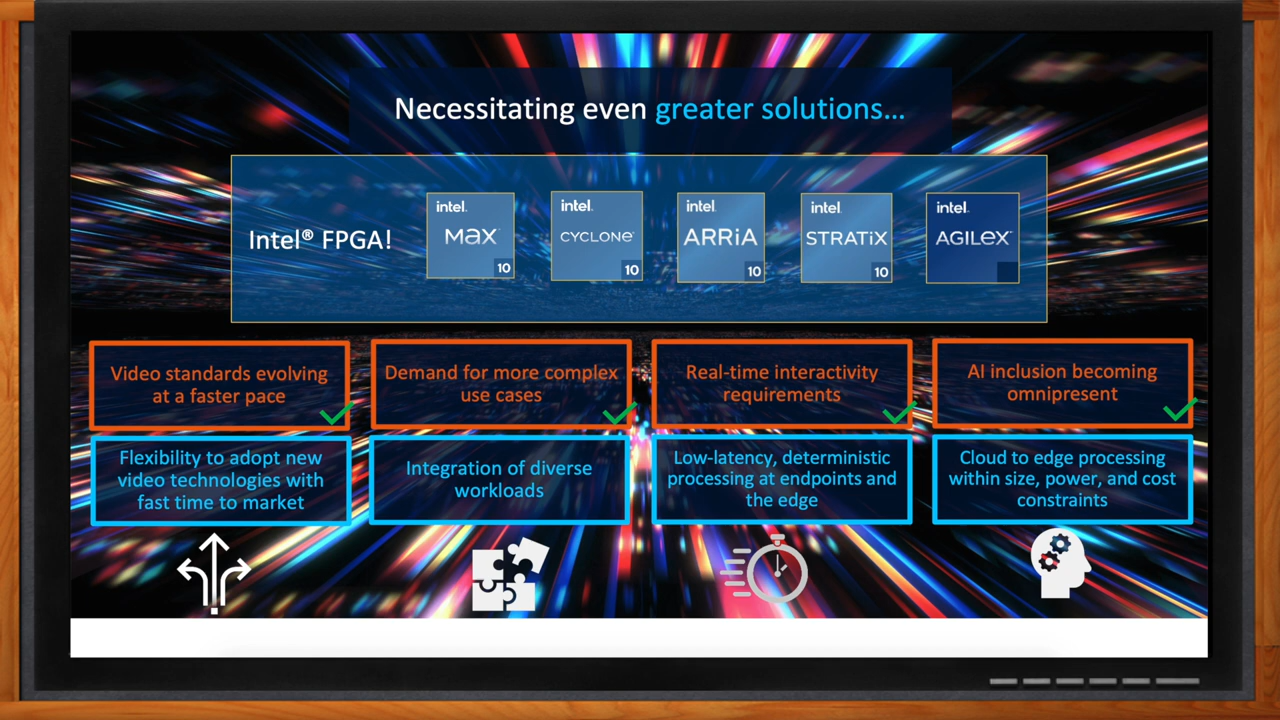 Necessitating even greater solutions...
Intel® FPGA!
intel.
MAX
10
intel.
CYCLONE®
10
intel.
ARRiA
10
intel.
STRATiX
10
intel.
AGILEX™
Video standards evolving
at a faster pace
Demand for more complex
use cases
Real-time interactivity
requirements
AI inclusion becoming
omnipresent
Flexibility to adopt new
video technologies with
fast time to market
Integration of diverse
workloads
Low-latency, deterministic
processing at endpoints and
the edge
Cloud to edge processing
within size, power, and cost
constraints